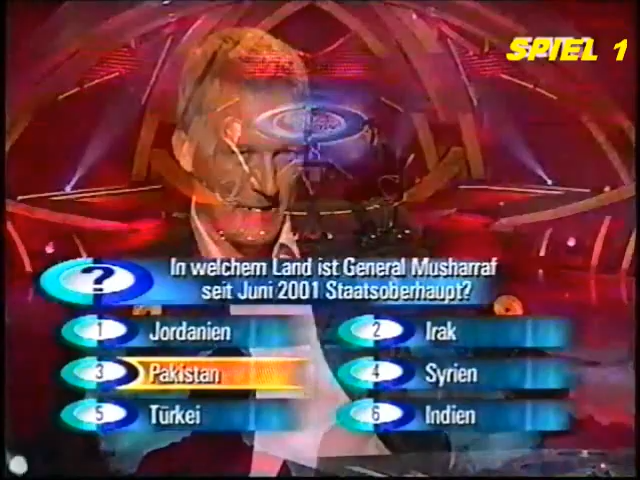 SPIEL 1
?
In welchem Land ist General Musharraf
seit Juni 2001 Staatsoberhaupt?
1 Jordanien
2 Irak
3 Pakistan
4 Syrien
5 Türkei
6 Indien